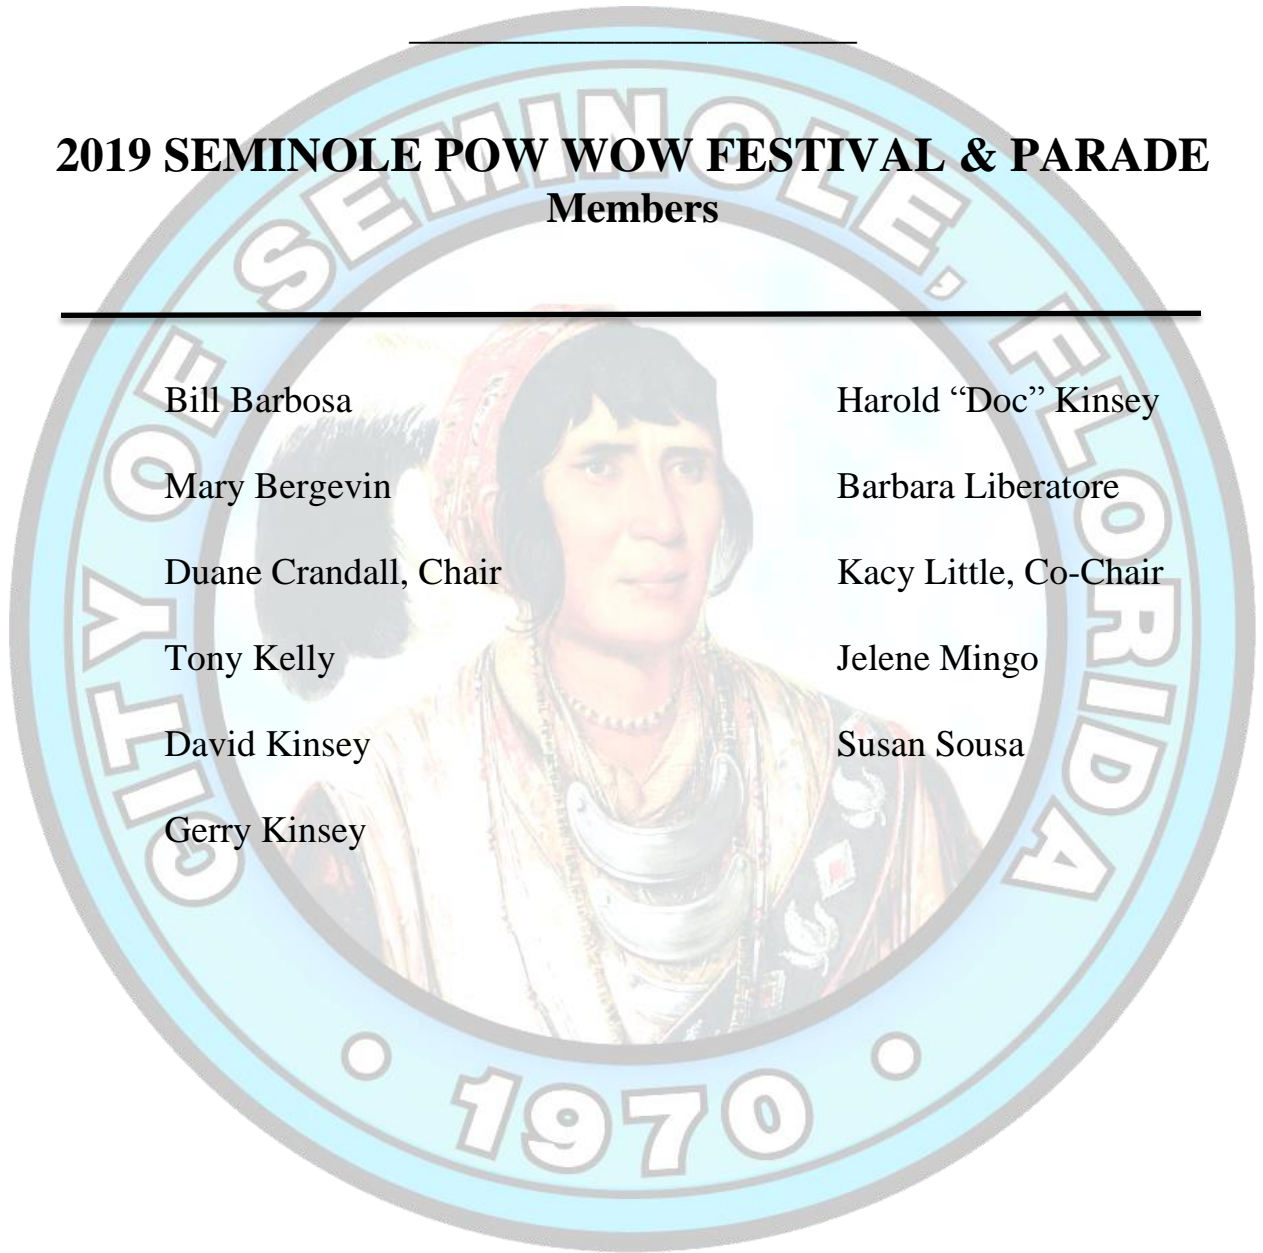 2019 SEMINOLE POW WOW FESTIVAL & PARADE
Members
Bill Barbosa
Mary Bergevin
Duane Crandall, Chair
Tony Kelly
David Kinsey
Gerry Kinsey
Harold “Doc” Kinsey
Barbara Liberatore
Kacy Little, Co-Chair
Jelene Mingo
Susan Sousa
CITY OF SEMINOLE, FLORIDA
1970